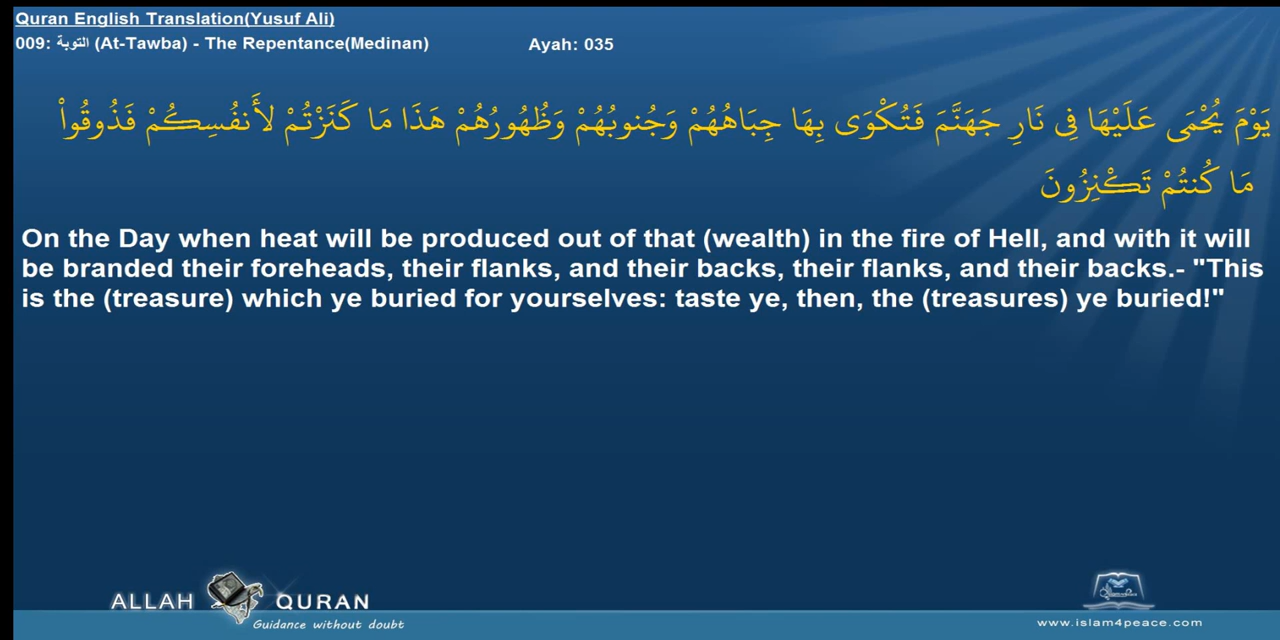 Quran English Translation(Yusuf Ali)
009: التوبة (At-Tawba) - The Repentance(Medinan) Ayah: 035
يَوْمَ يُحْمَى عَلَيْهَا فِي نَارِ جَهَنَّمَ فَتُكْوَى بِهَا جِبَاهُهُمْ وَجُنوبُهُمْ وَظُهُورُهُمْ هَذَا مَا كَنَزْتُمْ لأَنفُسِكُمْ فَذُوقُواْ
مَا كُنتُمْ تَكْنِزُونَ
On the Day when heat will be produced out of that (wealth) in the fire of Hell, and with it will
be branded their foreheads, their flanks, and their backs, their flanks, and their backs.- "This
is the (treasure) which ye buried for yourselves: taste ye, then, the (treasures) ye buried!"
ALLAH QURAN
Guidance without doubt
www.islam4peace.com